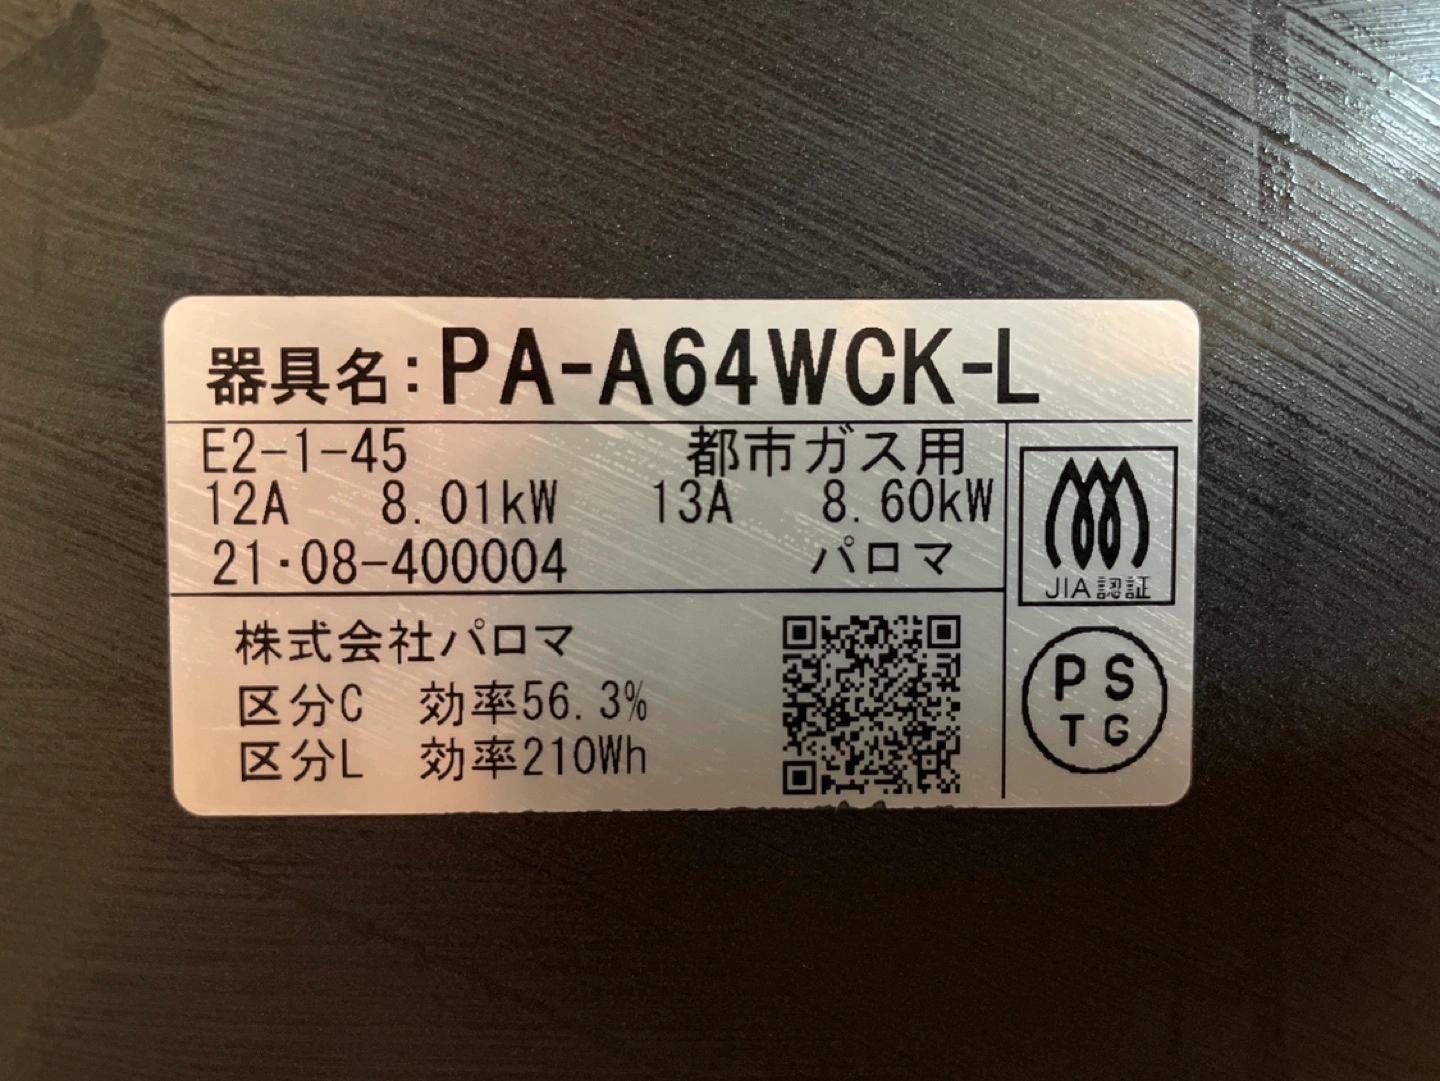 器具名:PA-A64WCK-L
E2-1-45 都市ガス用
12A 8.01kW 13A 8.60kW
21・08-400004 パロマ
JIA認証
株式会社パロマ
区分C 効率56.3%
区分L 効率210Wh
PS
TG